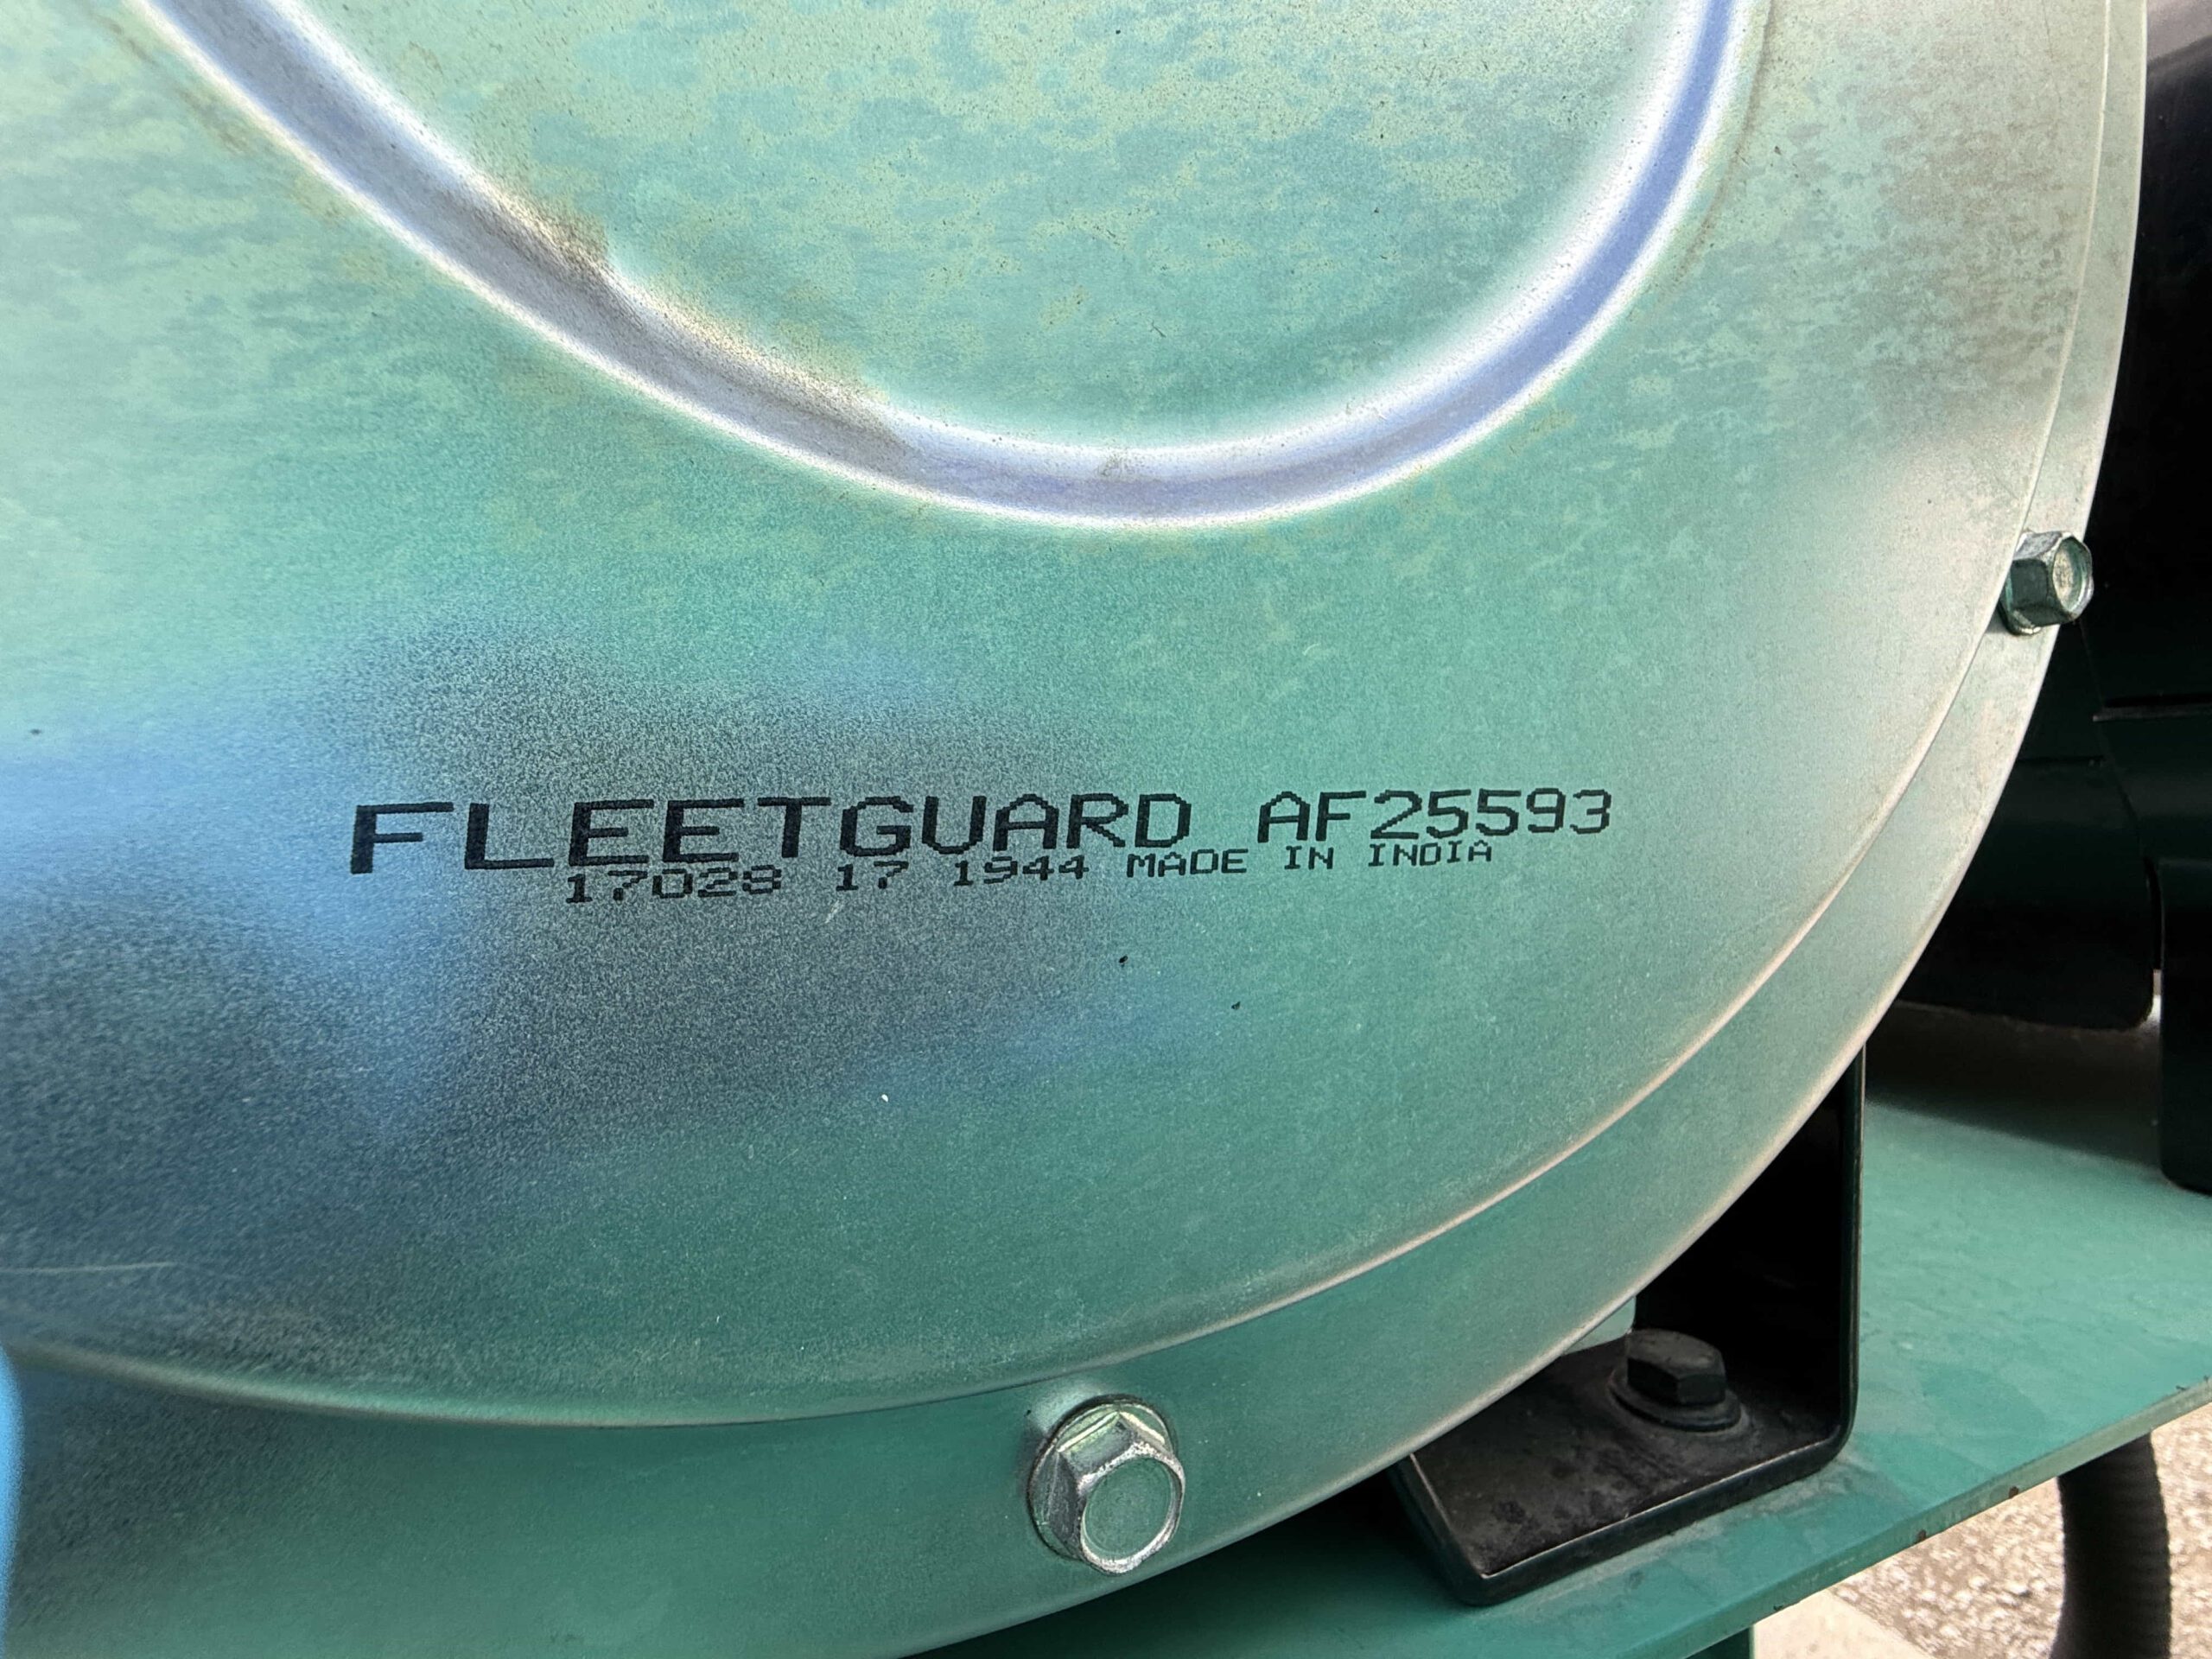 FLEETGUARD AF25593
17028 17 1944 MADE IN INDIA